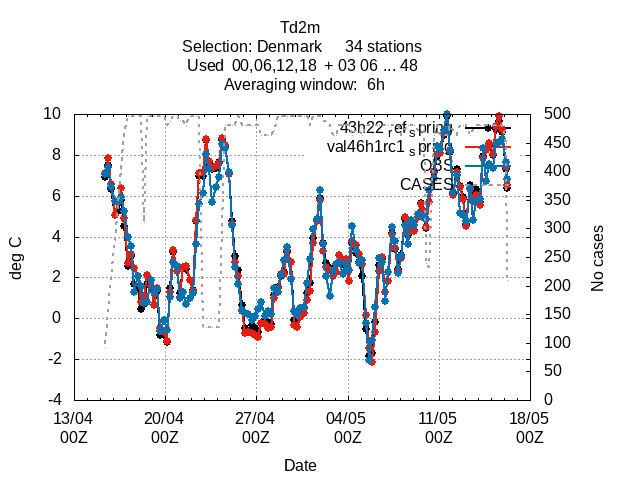 Td2m
Selection: Denmark 34 stations
Used 00,06,12,18 + 03 06 ... 48
Averaging window: 6h
43h22_ref_spring
val46h1rc1_spring
OBS
CASES
deg C
10
8
6
4
2
0
-2
-4
No cases
500
450
400
350
300
250
200
150
100
50
0
13/04 20/04 27/04 04/05 11/05 18/05
00Z 00Z 00Z 00Z 00Z 00Z
Date